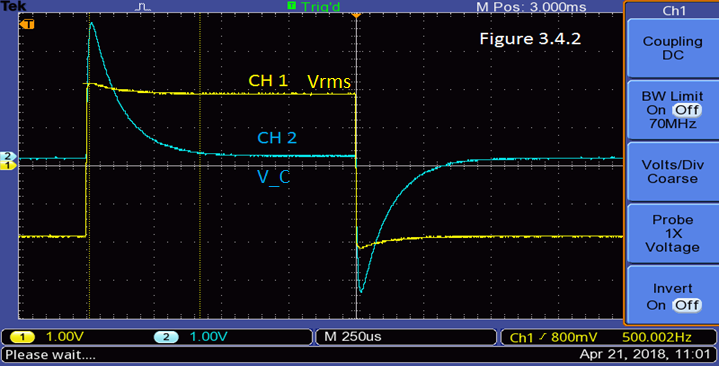 Tek Trig'd M Pos: 3.000ms Ch1
T
Figure 3.4.2
Coupling
DC
CH 1 Vrms
BW Limit
On Off
70MHz
CH 2
2
1
V_C
Volts/Div
Coarse
Probe
1X
Voltage
Invert
On Off
1 1.00V 2 1.00V M 250us Ch1 800mV 500.002Hz
Please wait.... Apr 21, 2018, 11:01